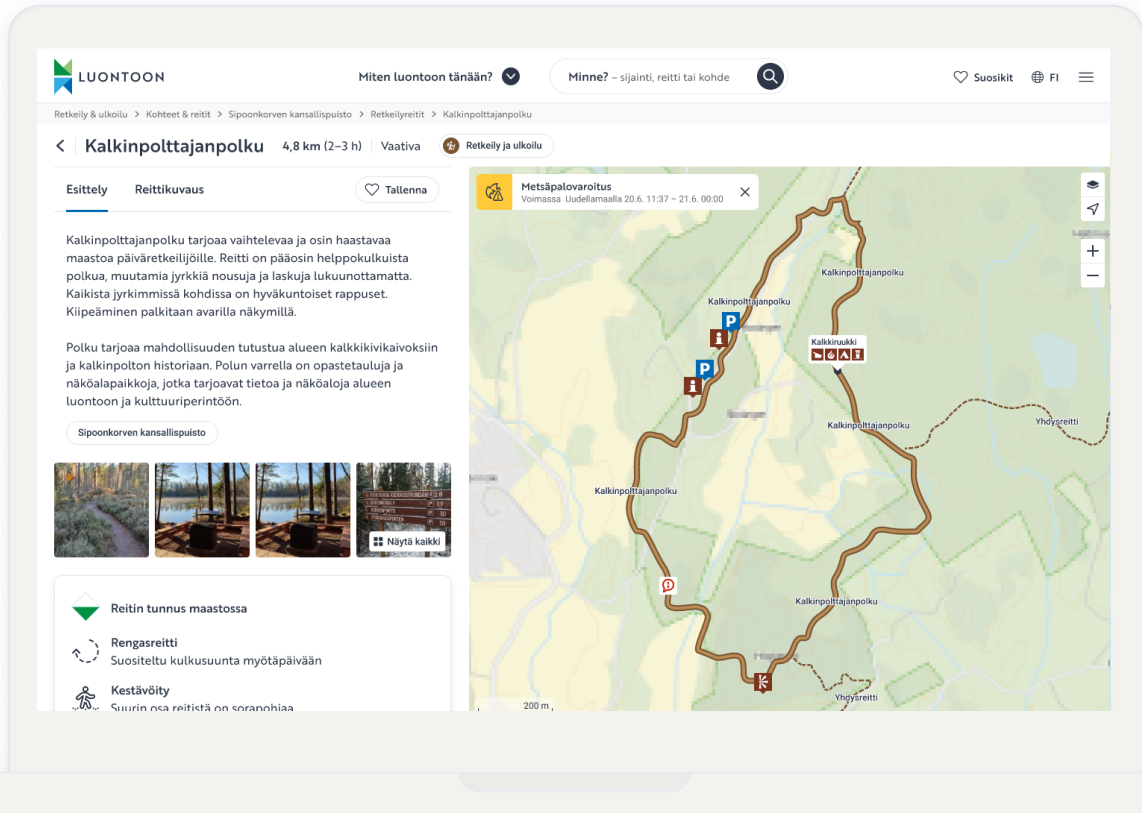 LUONTOON
Miten luontoon tänään?
Minne? – sijainti, reitti tai kohde
Suosikit
FI
Retkeily & ulkoilu > Kohteet & reitit > Sipoonkorven kansallispuisto > Retkeilyreitit > Kalkinpolttajanpolku
Kalkinpolttajanpolku
4,8 km (2–3 h)
Vaativa
Retkeily ja ulkoilu
Esittely
Reittikuvaus
Tallenna
Kalkinpolttajanpolku tarjoaa vaihtelevaa ja osin haastavaa
maastoa päiväretkeilijöille. Reitti on pääosin helppokulkuista
polkua, muutamia jyrkkiä nousuja ja laskuja lukuunottamatta.
Kaikista jyrkimmissä kohdissa on hyväkuntoiset rappuset.
Kiipeäminen palkitaan avarilla näkymillä.
Polku tarjoaa mahdollisuuden tutustua alueen kalkkikivikaivoksiin
ja kalkinpolton historiaan. Polun varrella on opastetauluja ja
näköalapaikkoja, jotka tarjoavat tietoa ja näköaloja alueen
luontoon ja kulttuuriperintöön.
Sipoonkorven kansallispuisto
Näytä kaikki
Reitin tunnus maastossa
Rengasreitti
Suositeltu kulkusuunta myötäpäivään
Kestävöity
Suurin osa reitistä on sorapohjaa
Metsäpalovaroitus
Voimassa Uudellamaalla 20.6. 11:37 – 21.6. 00:00
+
−
Kalkinpolttajanpolku
Kalkinpolttajanpolku
P
i
Kalkkiruukki
P
i
Kalkinpolttajanpolku
Yhdysreitti
Kalkinpolttajanpolku
Kalkinpolttajanpolku
Yhdysreitti
200 m